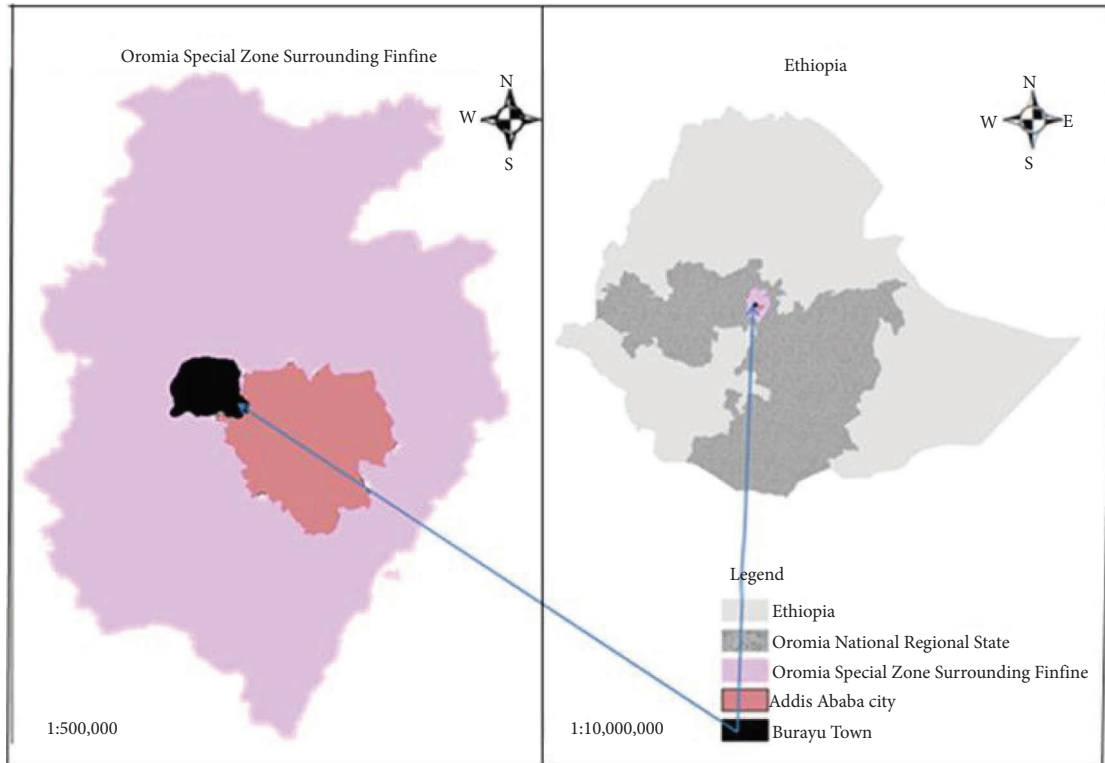 Oromia Special Zone Surrounding Finfine
N
W
S
1:500,000
Ethiopia
N
W E
S
Legend
Ethiopia
Oromia National Regional State
Oromia Special Zone Surrounding Finfine
Addis Ababa city
Burayu Town
1:10,000,000